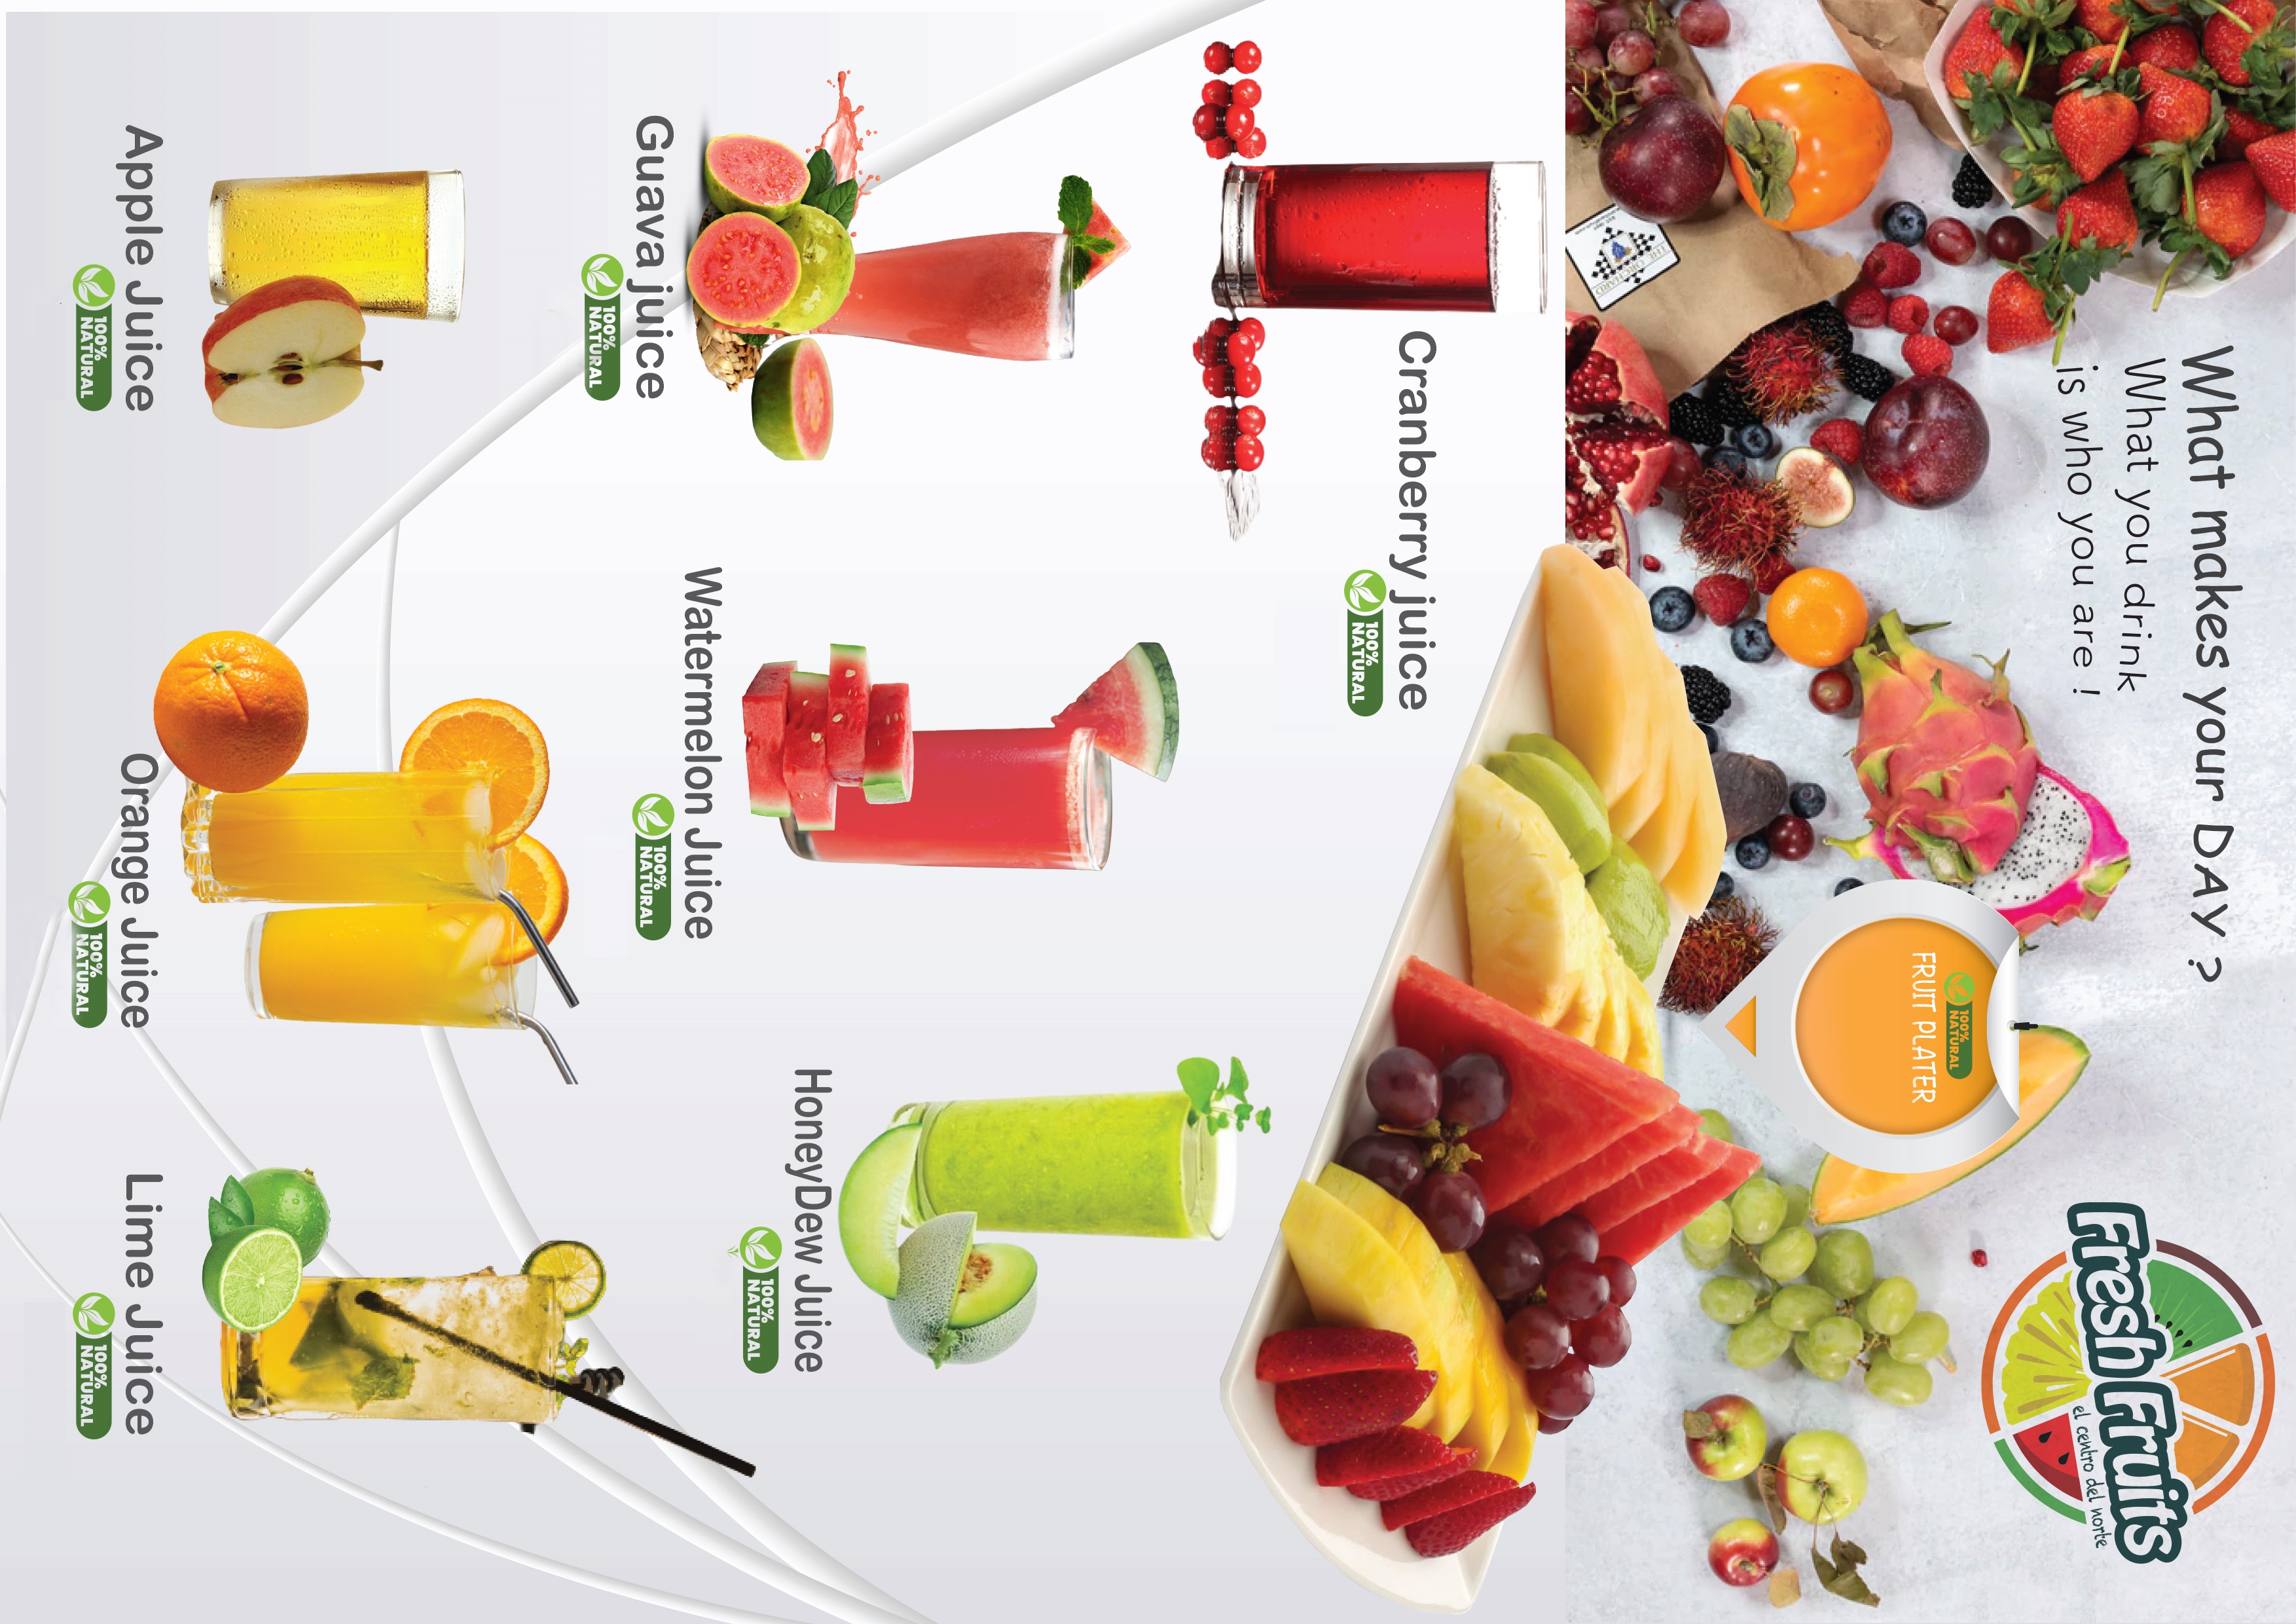 What makes your DAY ?
What you drink
is who you are !
Fresh Fruits
el centro del norte
100%
NATURAL
FRUIT PLATER
THE ORCHARD
Cranberry juice
100%
NATURAL
HoneyDew Juice
100%
NATURAL
Watermelon Juice
100%
NATURAL
Guava juice
100%
NATURAL
Apple Juice
100%
NATURAL
Orange Juice
100%
NATURAL
Lime Juice
100%
NATURAL